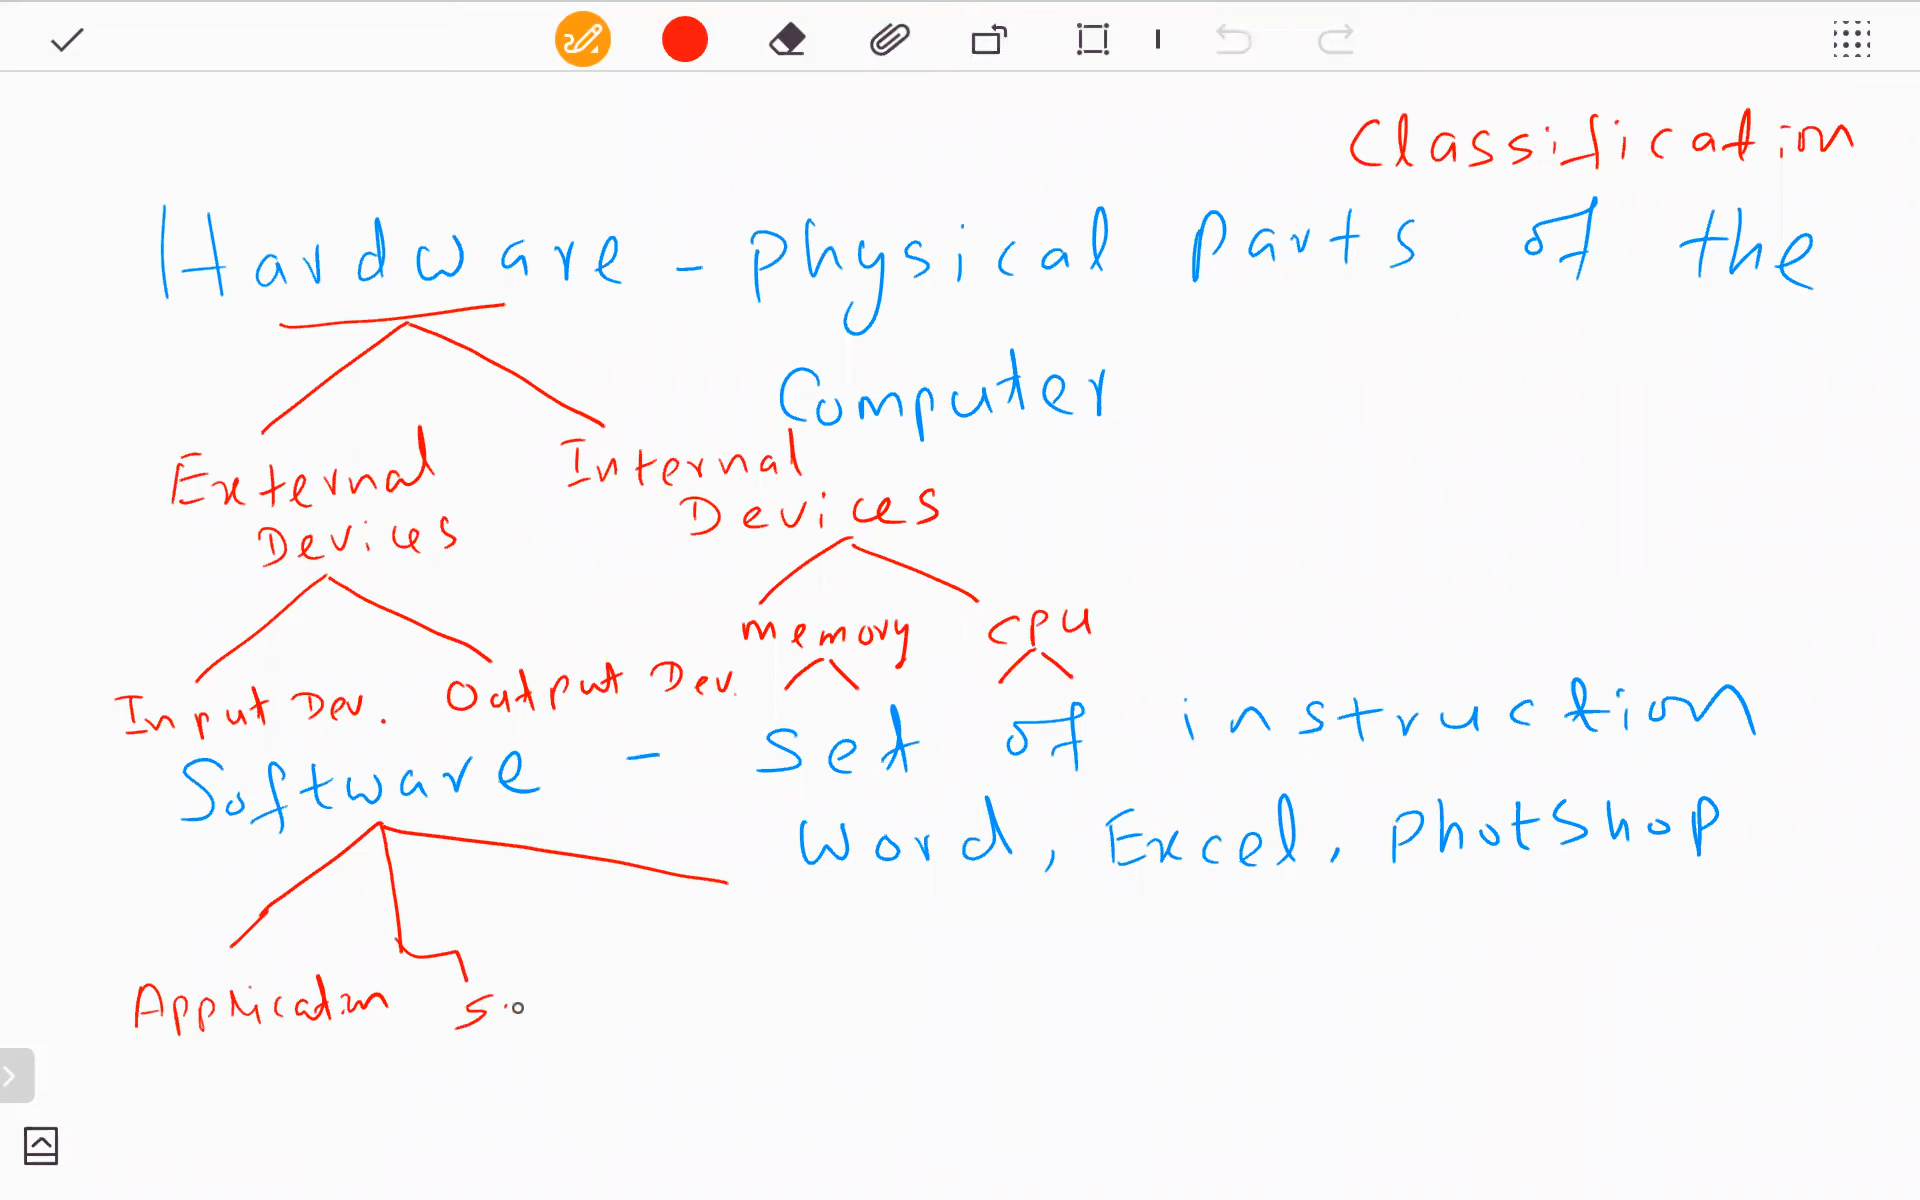 Classification
Hardware - Physical Parts of the
Computer
External
Devices
Internal
Devices
memory CPU
Input Dev. Output Dev.
Software - Set of instruction
Word, Excel, PhotShop
Application S